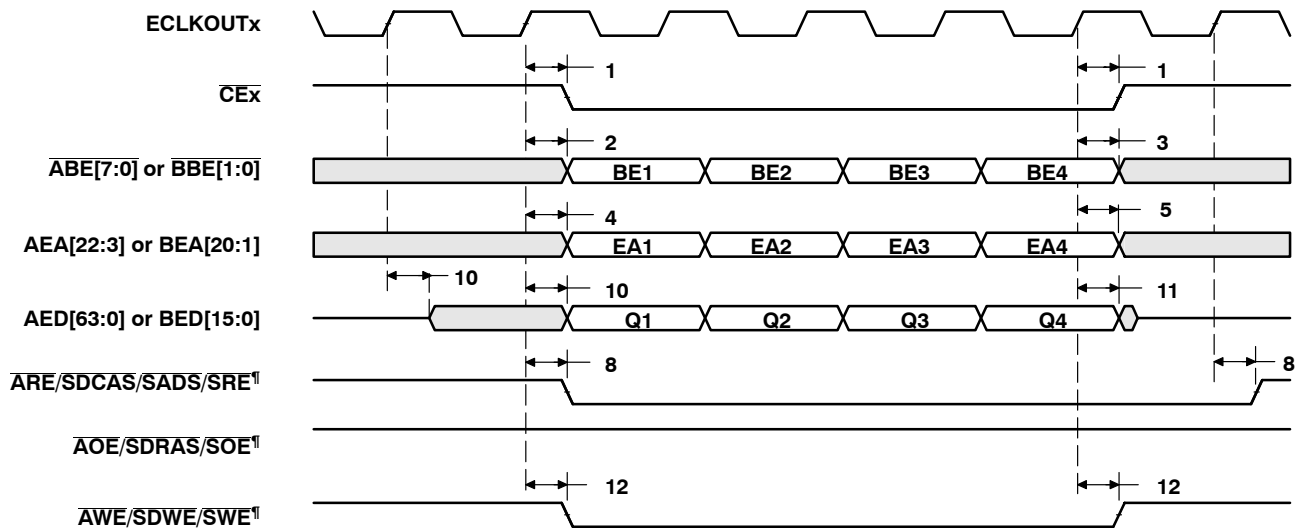 ECLKOUTx
1 1
CEx
2 3
ABE[7:0] or BBE[1:0]
BE1 BE2 BE3 BE4
4 5
AEA[22:3] or BEA[20:1]
EA1 EA2 EA3 EA4
10 10 11
AED[63:0] or BED[15:0]
Q1 Q2 Q3 Q4
8 8
ARE/SDCAS/SADS/SRE¶
AOE/SDRAS/SOE¶
12 12
AWE/SDWE/SWE¶